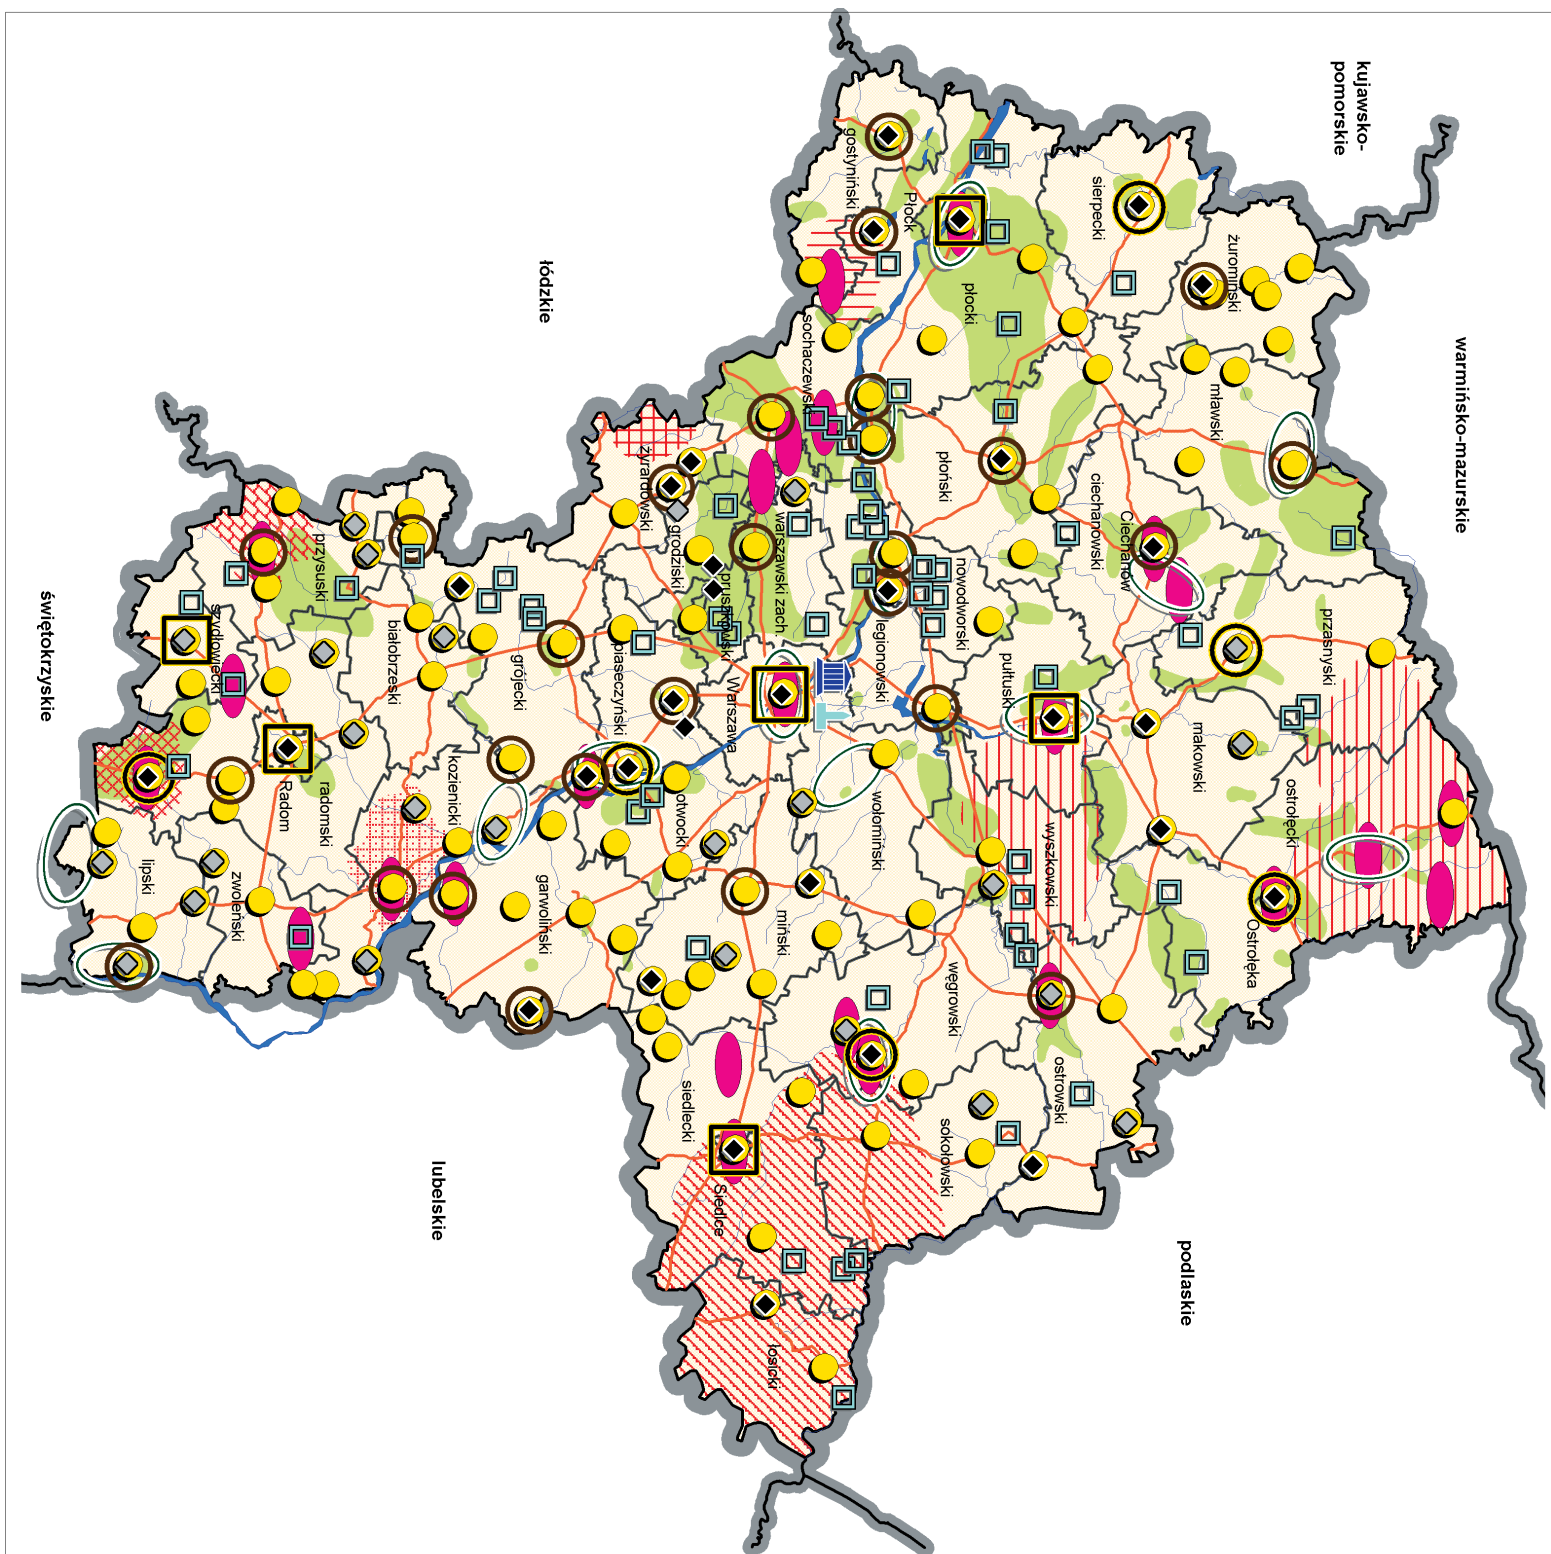 kujawsko-
pomorskie
warmińsko-mazurskie
podlaskie
lubelskie
świętokrzyskie
łódzkie
gostyniński
Płock
sierpecki
żuromiński
płocki
sochaczewski
mławski
płoński
ciechanowski
Ciechanów
żyrardowski
grodziski
warszawski zach.
pruszkowski
nowodworski
legionowski
przasnyski
pułtuski
makowski
ostrołęcki
Ostrołęka
Warszawa
piaseczyński
grójecki
białobrzeski
przysuski
szydłowiecki
Radom
radomski
kozienicki
otwocki
wołomiński
wyszkowski
lipski
zwoleński
garwoliński
miński
węgrowski
ostrowski
sokołowski
siedlecki
Siedlce
łosicki